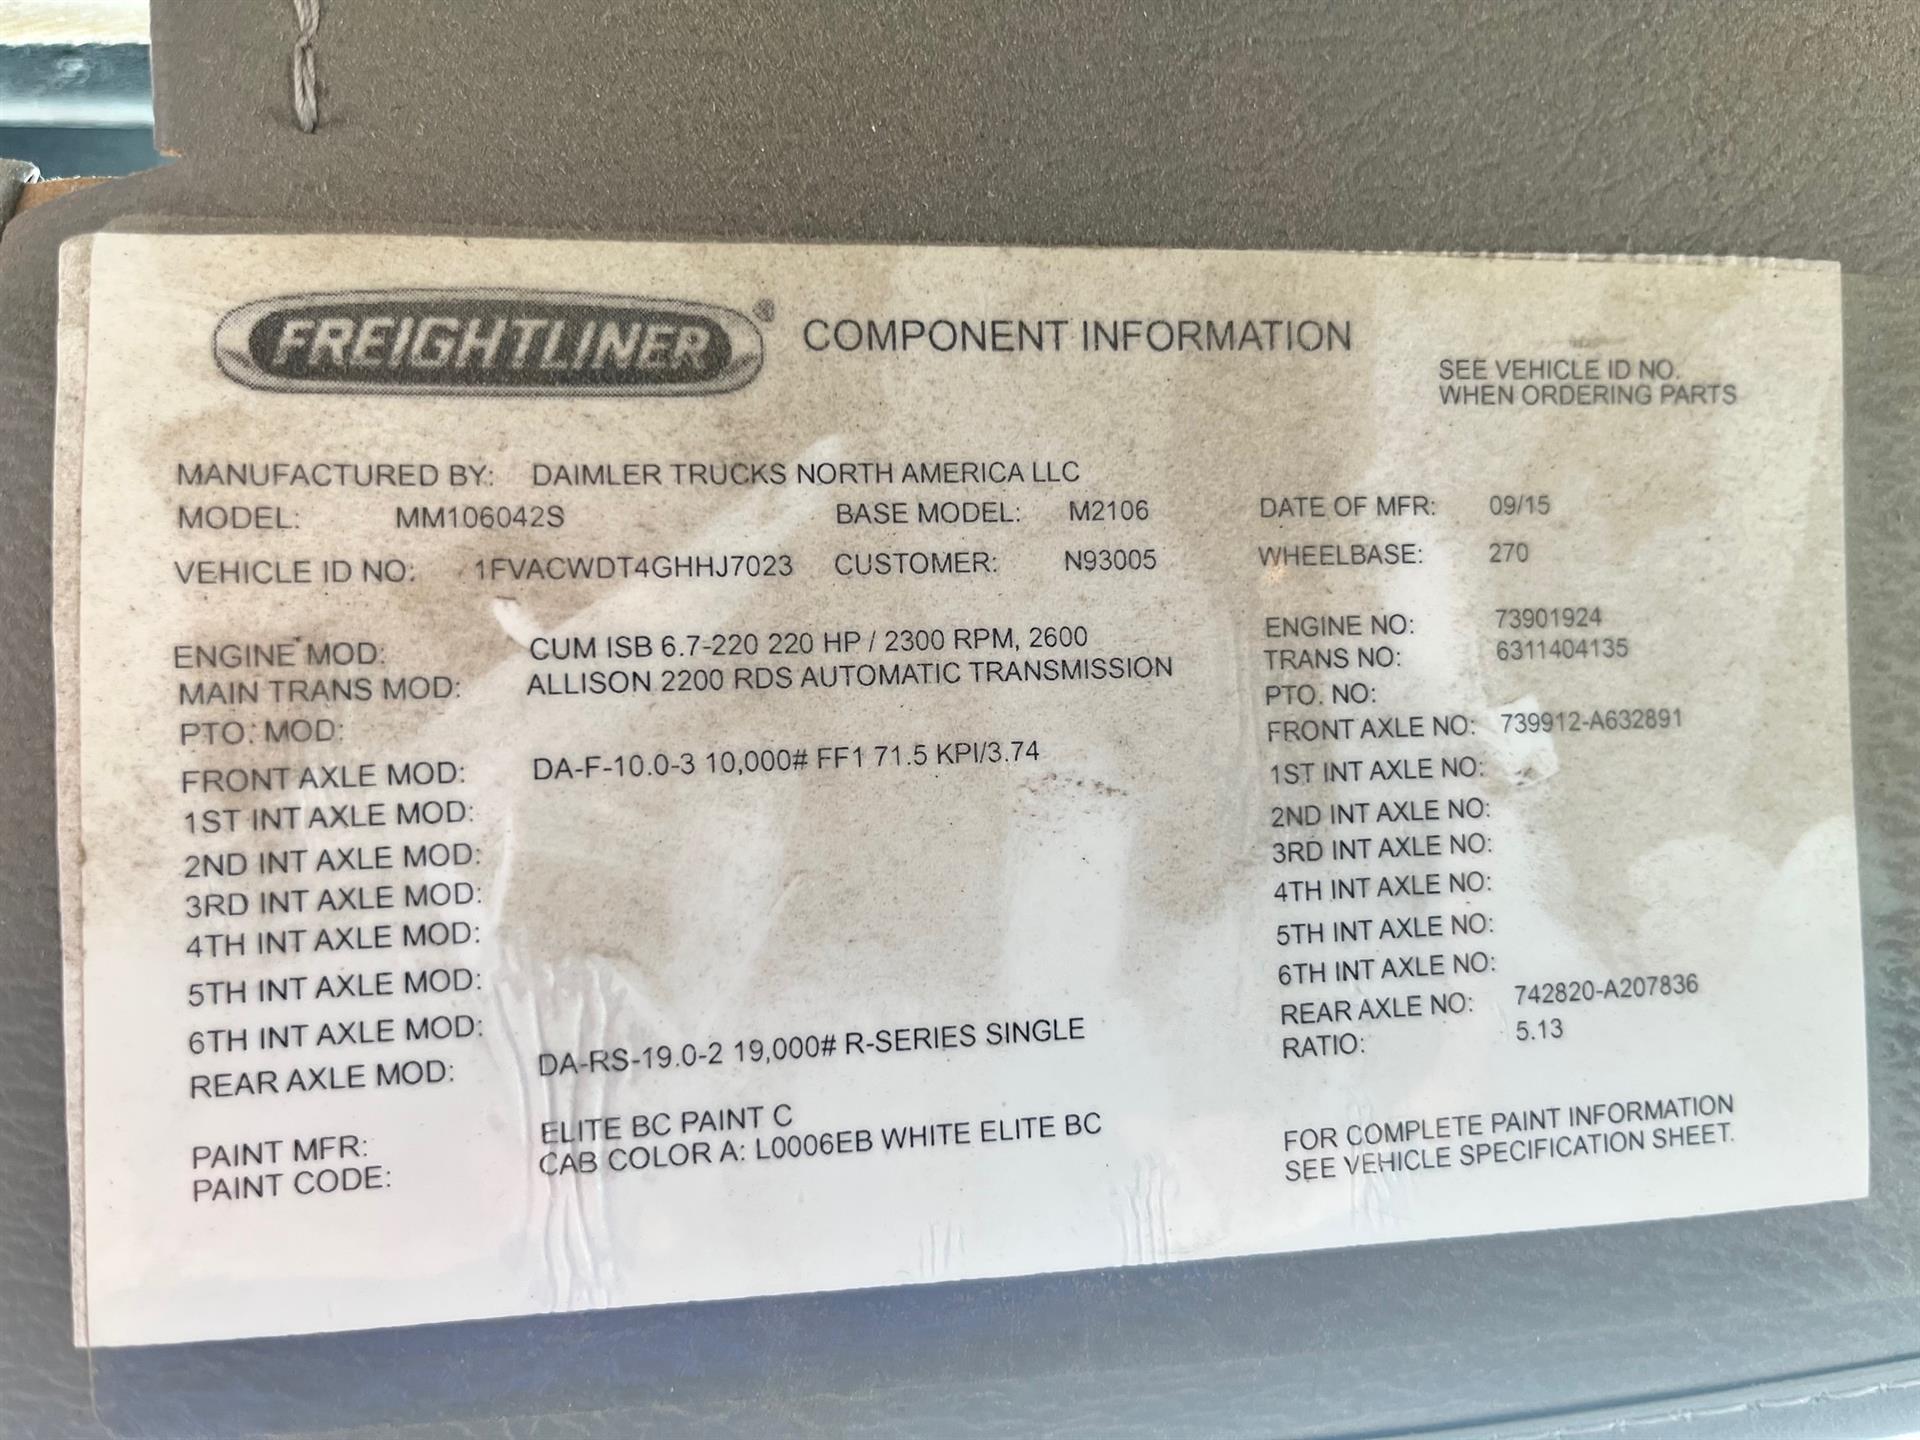 FREIGHTLINER® COMPONENT INFORMATION
SEE VEHICLE ID NO.
WHEN ORDERING PARTS
MANUFACTURED BY: DAIMLER TRUCKS NORTH AMERICA LLC
MODEL: MM106042S BASE MODEL: M2106 DATE OF MFR: 09/15
VEHICLE ID NO: 1FVACWDT4GHHJ7023 CUSTOMER: N93005 WHEELBASE: 270
ENGINE MOD: CUM ISB 6.7-220 220 HP / 2300 RPM, 2600 ENGINE NO: 73901924
MAIN TRANS MOD: ALLISON 2200 RDS AUTOMATIC TRANSMISSION TRANS NO: 6311404135
PTO. MOD: PTO. NO:
FRONT AXLE MOD: DA-F-10.0-3 10,000# FF1 71.5 KPI/3.74 FRONT AXLE NO: 739912-A632891
1ST INT AXLE MOD: 1ST INT AXLE NO:
2ND INT AXLE MOD: 2ND INT AXLE NO:
3RD INT AXLE MOD: 3RD INT AXLE NO:
4TH INT AXLE MOD: 4TH INT AXLE NO:
5TH INT AXLE MOD: 5TH INT AXLE NO:
6TH INT AXLE MOD: 6TH INT AXLE NO:
REAR AXLE MOD: DA-RS-19.0-2 19,000# R-SERIES SINGLE REAR AXLE NO: 742820-A207836
RATIO: 5.13
PAINT MFR: ELITE BC PAINT C
PAINT CODE: CAB COLOR A: L0006EB WHITE ELITE BC
FOR COMPLETE PAINT INFORMATION
SEE VEHICLE SPECIFICATION SHEET.